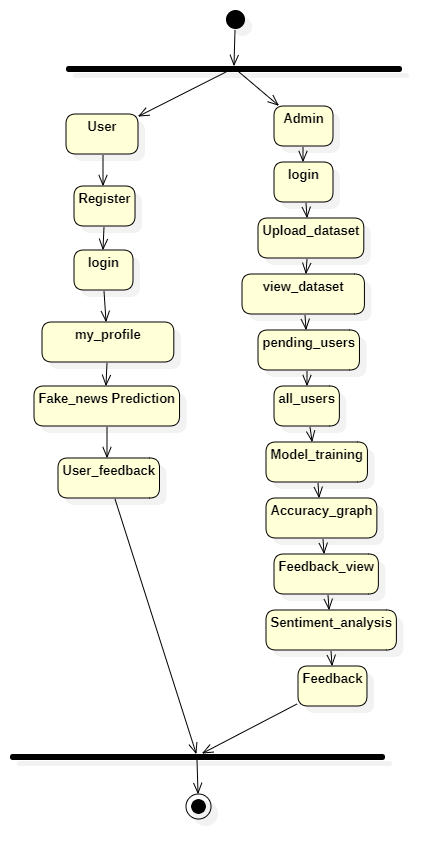 User
Register
login
my_profile
Fake_news Prediction
User_feedback
Admin
login
Upload_dataset
view_dataset
pending_users
all_users
Model_training
Accuracy_graph
Feedback_view
Sentiment_analysis
Feedback